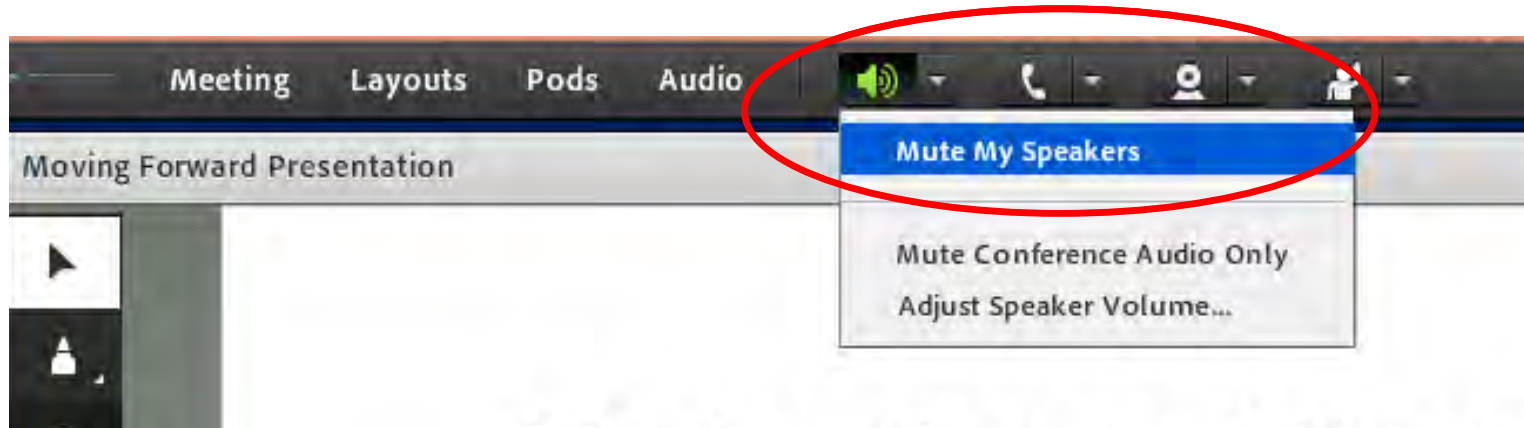 Meeting Layouts Pods Audio
Mute My Speakers
Moving Forward Presentation
Mute Conference Audio Only
Adjust Speaker Volume...